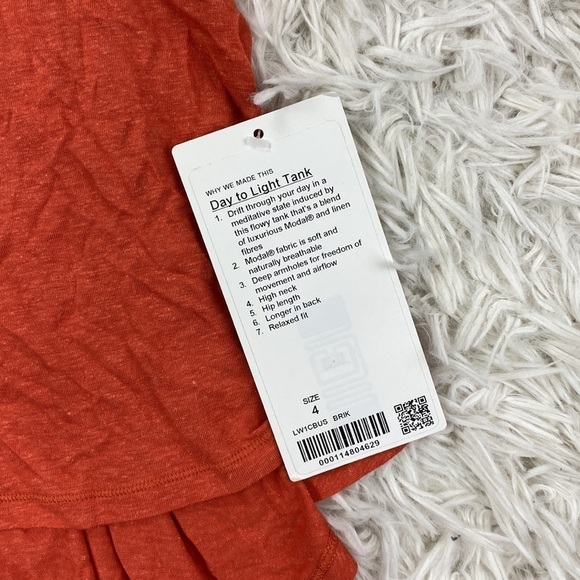 WHY WE MADE THIS
Day to Light Tank
1. Drift through your day in a
meditative state induced by
this flowy tank that's a blend
of luxurious Modal® and linen
fibres
2. Modal® fabric is soft and
naturally breathable
3. Deep armholes for freedom of
movement and airflow
4. High neck
5. Hip length
6. Longer in back
7. Relaxed fit
SIZE
4
LW1CBUS BRIK
000114804629